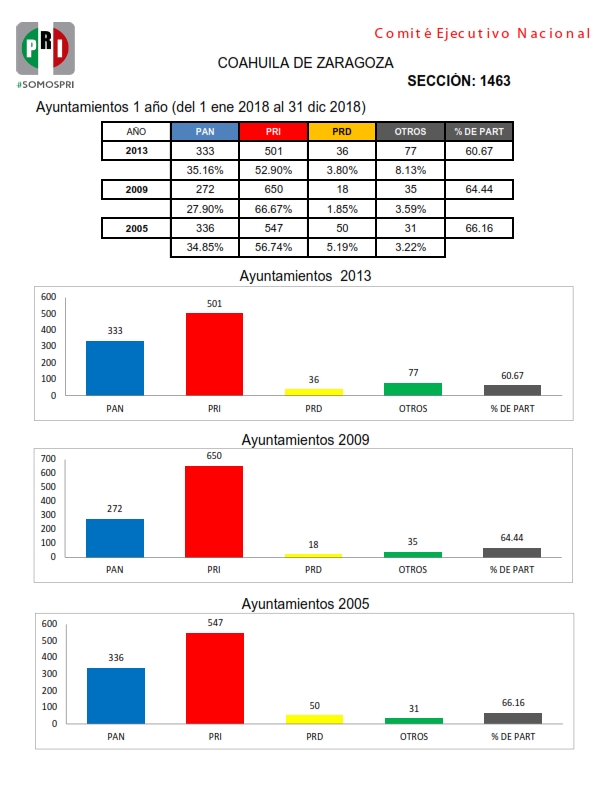 Comité Ejecutivo Nacional
PRI
#SOMOSPRI
COAHUILA DE ZARAGOZA
SECCIÓN: 1463
Ayuntamientos 1 año (del 1 ene 2018 al 31 dic 2018)
AÑO PAN PRI PRD OTROS % DE PART
2013 333 501 36 77 60.67
35.16% 52.90% 3.80% 8.13%
2009 272 650 18 35 64.44
27.90% 66.67% 1.85% 3.59%
2005 336 547 50 31 66.16
34.85% 56.74% 5.19% 3.22%
Ayuntamientos 2013
600
500
400
300
200
100
0
333 501 36 77 60.67
PAN PRI PRD OTROS % DE PART
Ayuntamientos 2009
700
600
500
400
300
200
100
0
272 650 18 35 64.44
PAN PRI PRD OTROS % DE PART
Ayuntamientos 2005
600
500
400
300
200
100
0
336 547 50 31 66.16
PAN PRI PRD OTROS % DE PART